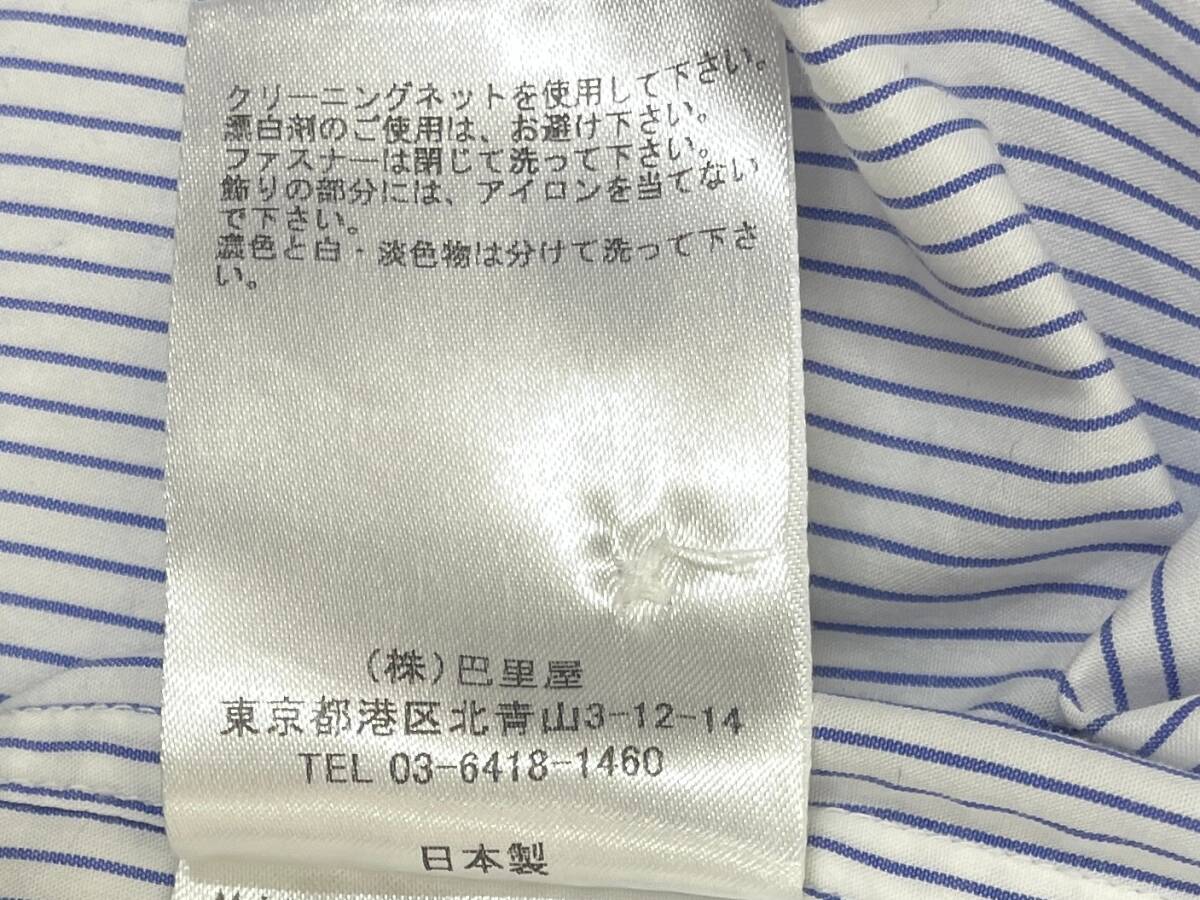 クリーニングネットを使用して下さい。
漂白剤のご使用は、お避け下さい。
ファスナーは閉じて洗って下さい。
飾りの部分には、アイロンを当てない
で下さい。
濃色と白・淡色物は分けて洗って下さ
い。
(株)巴里屋
東京都港区北青山3-12-14
TEL 03-6418-1460
日本製